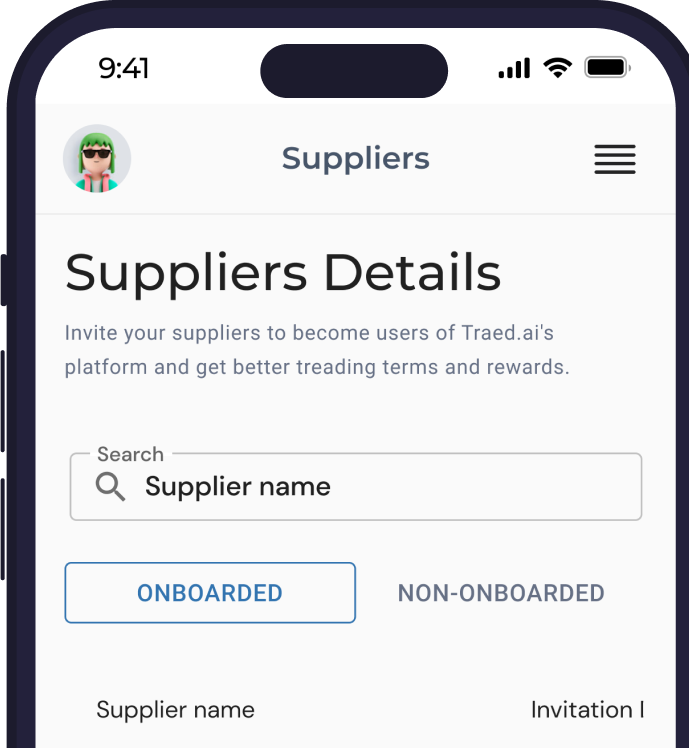 9:41
Suppliers
Suppliers Details
Invite your suppliers to become users of Traed.ai's
platform and get better treading terms and rewards.
Search
Supplier name
ONBOARDED NON-ONBOARDED
Supplier name Invitation